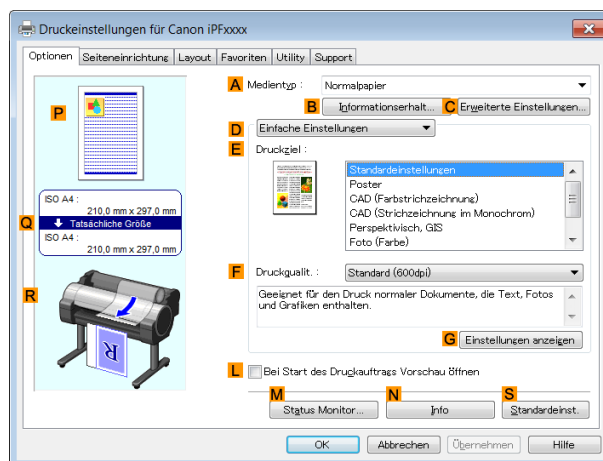 Druckeinstellungen für Canon iPFxxxx
Optionen Seiteneinrichtung Layout Favoriten Utility Support
P
A Medientyp : Normalpapier
B Informationserhalt... C Erweiterte Einstellungen...
D Einfache Einstellungen
E Druckziel :
Standardeinstellungen
Poster
CAD (Farbstrichzeichnung)
CAD (Strichzeichnung im Monochrom)
Perspektivisch, GIS
Foto (Farbe)
Q
ISO A4 :
210,0 mm x 297,0 mm
Tatsächliche Größe
ISO A4 :
210,0 mm x 297,0 mm
R
R
F Druckqualit. : Standard (600dpi)
Geeignet für den Druck normaler Dokumente, die Text, Fotos
und Grafiken enthalten.
G Einstellungen anzeigen
L Bei Start des Druckauftrags Vorschau öffnen
M Status Monitor... N Info S Standardeinst.
OK Abbrechen Übernehmen Hilfe